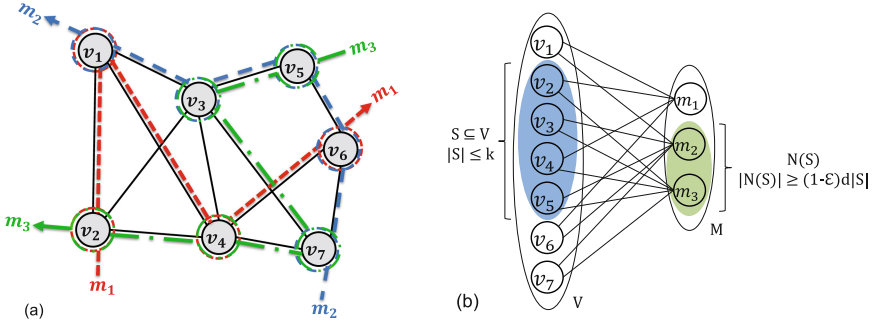 m₂
v₁
m₃
v₅
m₁
v₃
v₆
m₃
v₂
v₄
v₇
m₁
m₂
(a)
v₁
v₂
v₃
v₄
v₅
v₆
v₇
V
S ⊆ V
|S| ≤ k
m₁
m₂
m₃
M
N(S)
|N(S)| ≥ (1-Ɛ)d|S|
(b)